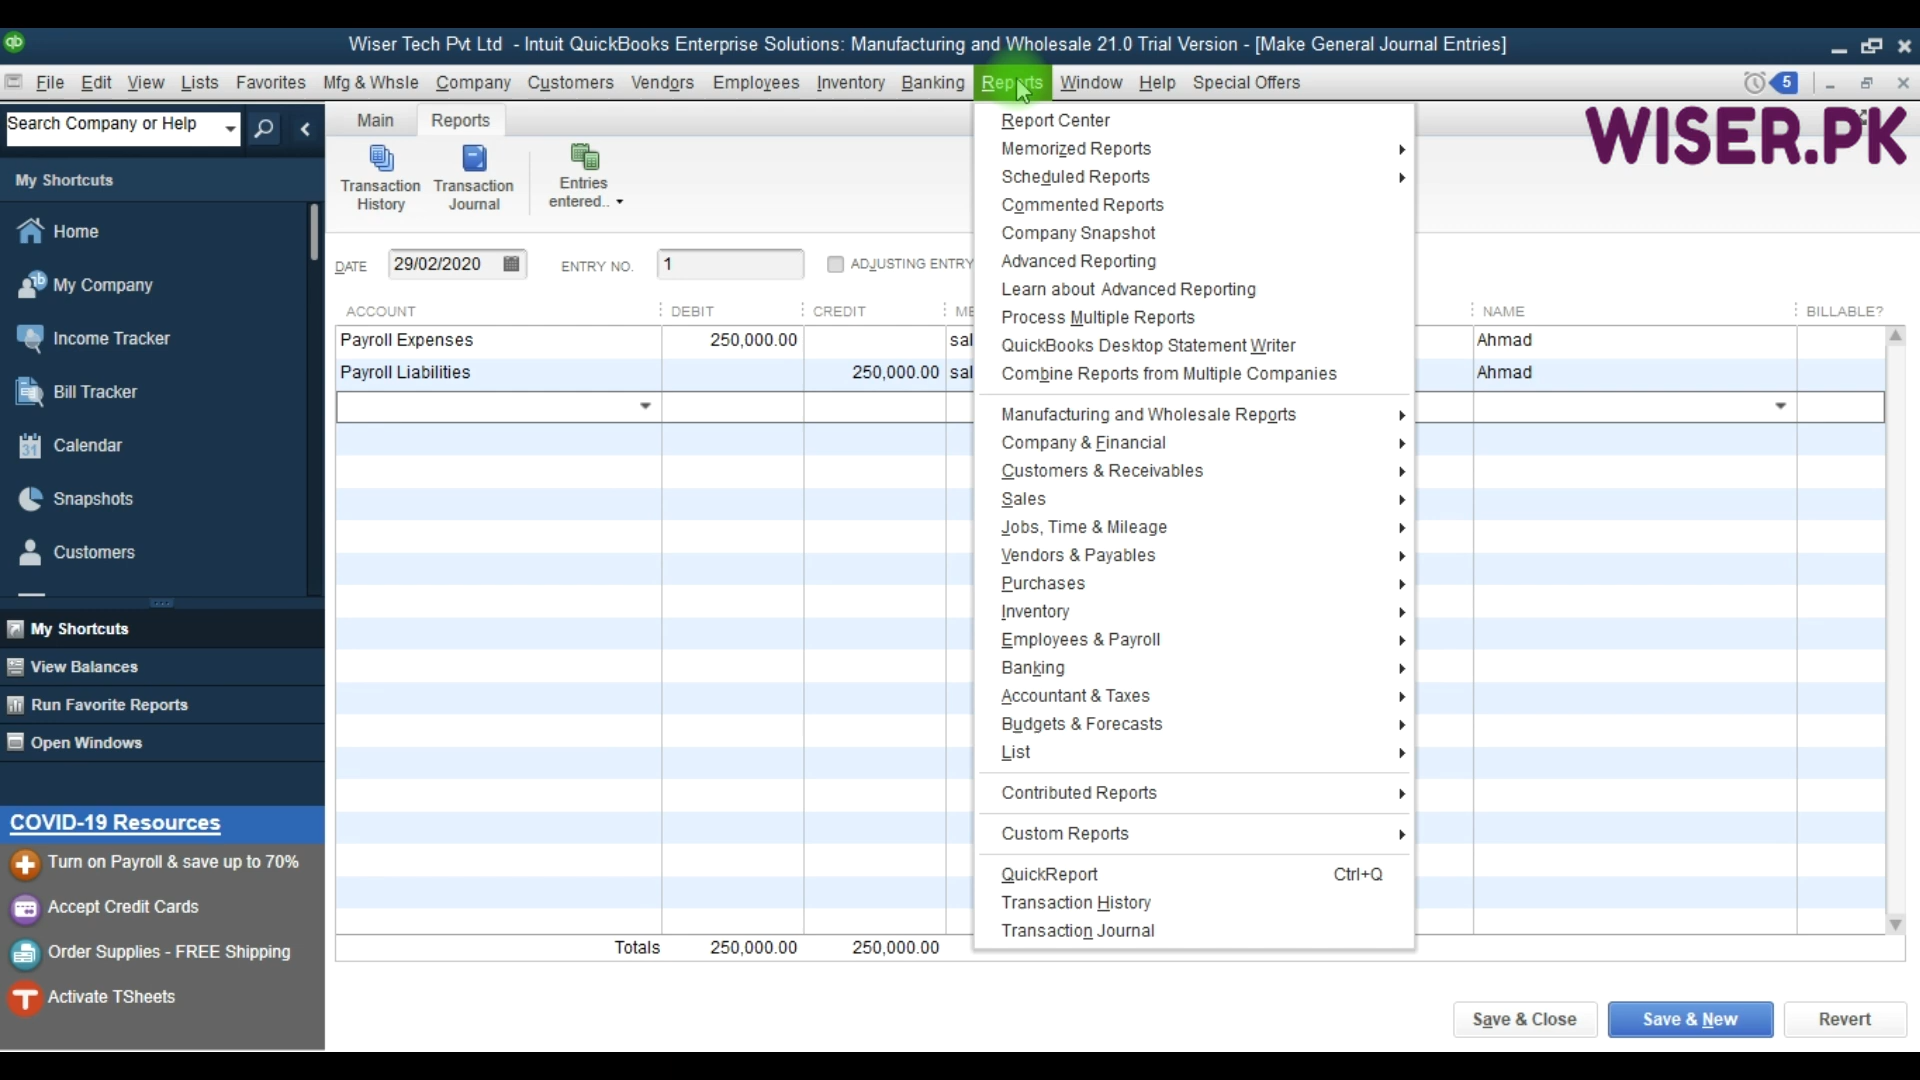 Wiser Tech Pvt Ltd - Intuit QuickBooks Enterprise Solutions: Manufacturing and Wholesale 21.0 Trial Version - [Make General Journal Entries]
File Edit View Lists Favorites Mfg & Whsle Company Customers Vendors Employees Inventory Banking Reports Window Help Special Offers 5
Search Company or Help
My Shortcuts
Home
My Company
Income Tracker
Bill Tracker
Calendar
Snapshots
Customers
My Shortcuts
View Balances
Run Favorite Reports
Open Windows
COVID-19 Resources
Turn on Payroll & save up to 70%
Accept Credit Cards
Order Supplies - FREE Shipping
Activate TSheets
Main Reports
Transaction History
Transaction Journal
Entries entered..
WISER.PK
DATE 29/02/2020 ENTRY NO. 1 ADJUSTING ENTRY
ACCOUNT DEBIT CREDIT ME NAME BILLABLE?
Payroll Expenses 250,000.00 sal Ahmad
Payroll Liabilities 250,000.00 sal Ahmad
Totals 250,000.00 250,000.00
Report Center
Memorized Reports
Scheduled Reports
Commented Reports
Company Snapshot
Advanced Reporting
Learn about Advanced Reporting
Process Multiple Reports
QuickBooks Desktop Statement Writer
Combine Reports from Multiple Companies
Manufacturing and Wholesale Reports
Company & Financial
Customers & Receivables
Sales
Jobs, Time & Mileage
Vendors & Payables
Purchases
Inventory
Employees & Payroll
Banking
Accountant & Taxes
Budgets & Forecasts
List
Contributed Reports
Custom Reports
QuickReport Ctrl+Q
Transaction History
Transaction Journal
Save & Close Save & New Revert